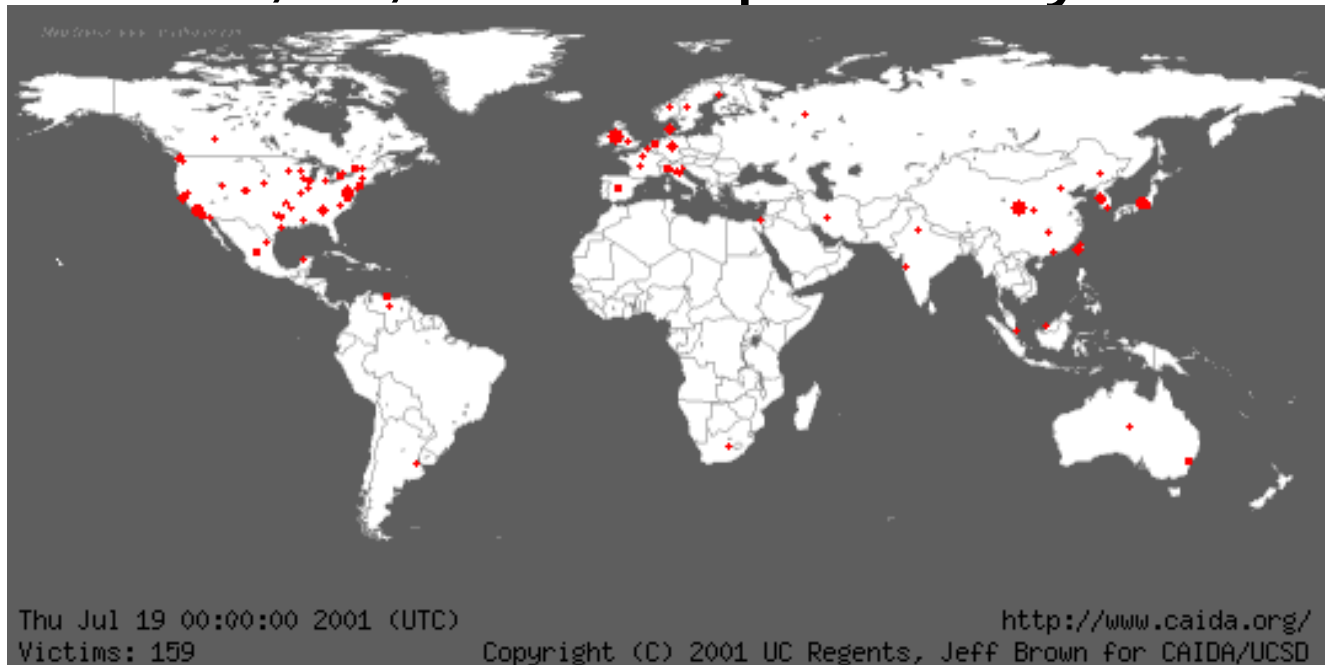 Thu Jul 19 00:00:00 2001 (UTC)
http://www.caida.org/
Victims: 159
Copyright (C) 2001 UC Regents, Jeff Brown for CAIDA/UCSD